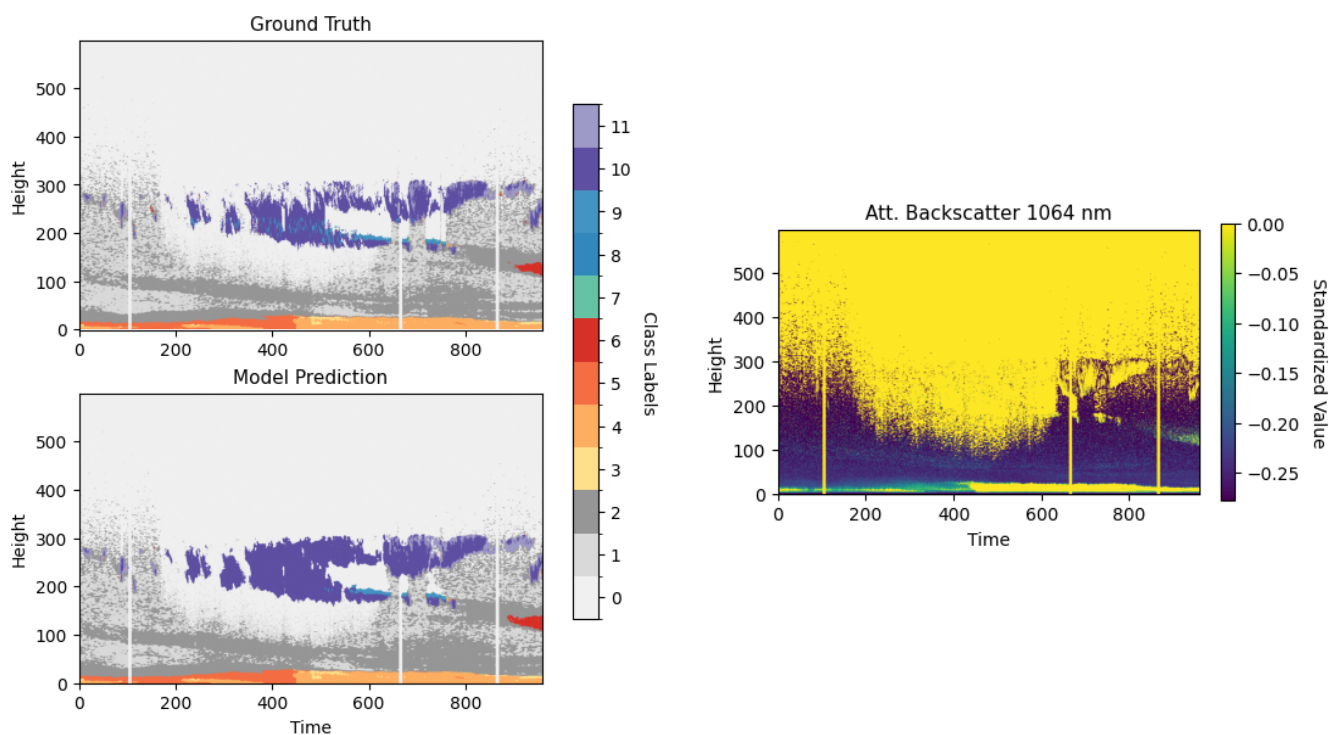 Ground Truth
500
400
300
200
100
0
Height
0 200 400 600 800
Model Prediction
500
400
300
200
100
0
Height
0 200 400 600 800
Time
11
10
9
8
7
6
5
4
3
2
1
0
Class Labels
Att. Backscatter 1064 nm
500
400
300
200
100
0
Height
0 200 400 600 800
Time
0.00
−0.05
−0.10
−0.15
−0.20
−0.25
Standardized Value